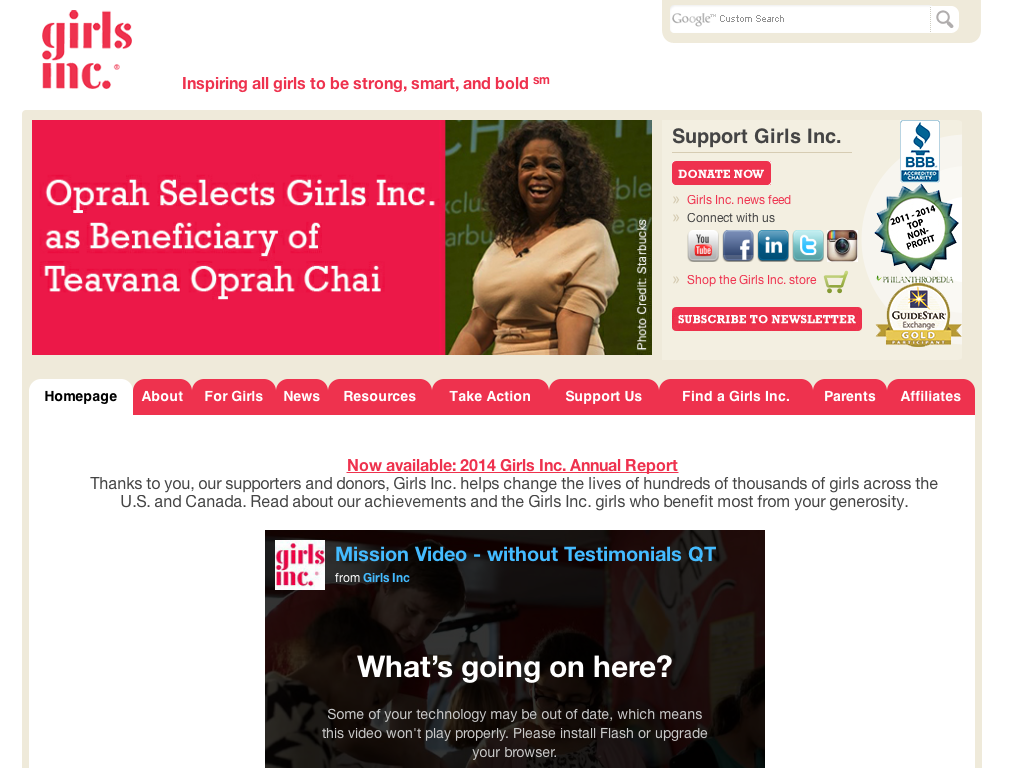 girls
inc.®
Google™ Custom Search
Inspiring all girls to be strong, smart, and bold sm
Oprah Selects Girls Inc.
as Beneficiary of
Teavana Oprah Chai
Photo Credit: Starbucks
Support Girls Inc.
DONATE NOW
» Girls Inc. news feed
» Connect with us
You
Tube
f
in
t
» Shop the Girls Inc. store
SUBSCRIBE TO NEWSLETTER
BBB
ACCREDITED
CHARITY
2011 - 2014
TOP
NON-
PROFIT
PHILANTHROPEDIA
GUIDESTAR
Exchange
GOLD
PARTICIPANT
Homepage About For Girls News Resources Take Action Support Us Find a Girls Inc. Parents Affiliates
Now available: 2014 Girls Inc. Annual Report
Thanks to you, our supporters and donors, Girls Inc. helps change the lives of hundreds of thousands of girls across the
U.S. and Canada. Read about our achievements and the Girls Inc. girls who benefit most from your generosity.
girls
inc.®
Mission Video - without Testimonials QT
from Girls Inc
What's going on here?
Some of your technology may be out of date, which means
this video won't play properly. Please install Flash or upgrade
your browser.